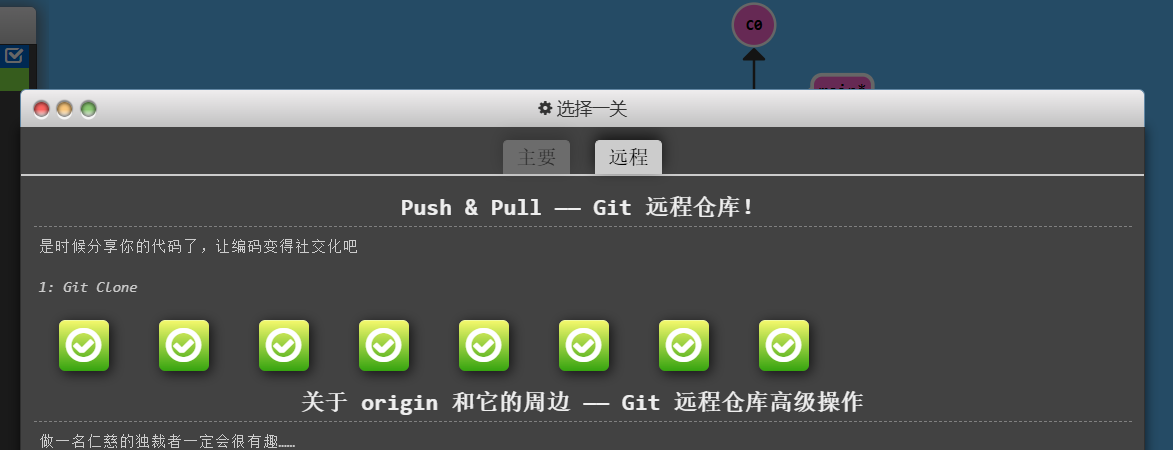 C0
main*
选择一关
主要
远程
Push & Pull —— Git 远程仓库!
是时候分享你的代码了，让编码变得社交化吧
1: Git Clone
关于 origin 和它的周边 —— Git 远程仓库高级操作
做一名仁慈的独裁者一定会很有趣……